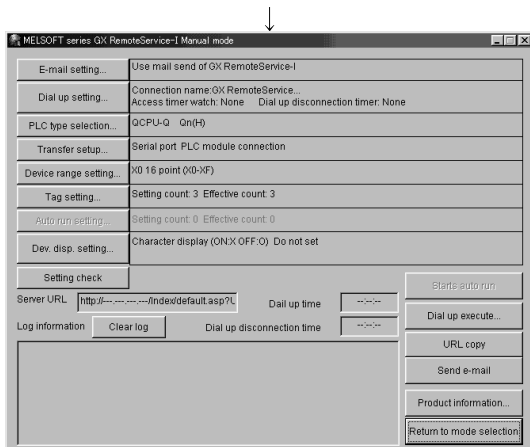 MELSOFT series GX RemoteService-I Manual mode
E-mail setting... Use mail send of GX RemoteService-I
Dial up setting... Connection name:GX RemoteService...
Access timer watch: None Dial up disconnection timer: None
PLC type selection... QCPU-Q Qn(H)
Transfer setup... Serial port PLC module connection
Device range setting... X0 16 point (X0-XF)
Tag setting... Setting count: 3 Effective count: 3
Auto run setting... Setting count: 0 Effective count: 0
Dev. disp. setting... Character display (ON:X OFF:O) Do not set
Setting check
Starts auto run
Server URL http://---.---.---.---/Index/default.asp?U Dail up time --:--:--
Dial up execute...
Log information Clear log Dial up disconnection time --:--:--
URL copy
Send e-mail
Product information...
Return to mode selection